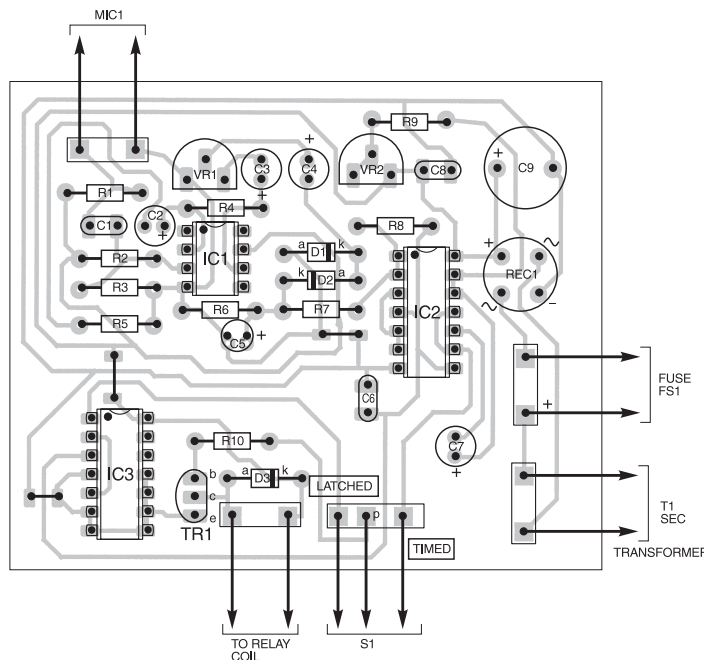 MIC1
R9
+
VR1
C3
+
C4
VR2
C8
+
C9
R1
C1
C2
+
R4
R8
IC1
R2
a
D1
k
+
~
R3
k
D2
a
IC2
REC1
R5
R6
R7
~
–
C5
+
FUSE
FS1
C6
+
IC3
R10
C7
+
a
D3
k
LATCHED
b
c
e
TR1
p
TIMED
T1
SEC
TRANSFORMER
TO RELAY
COIL
S1